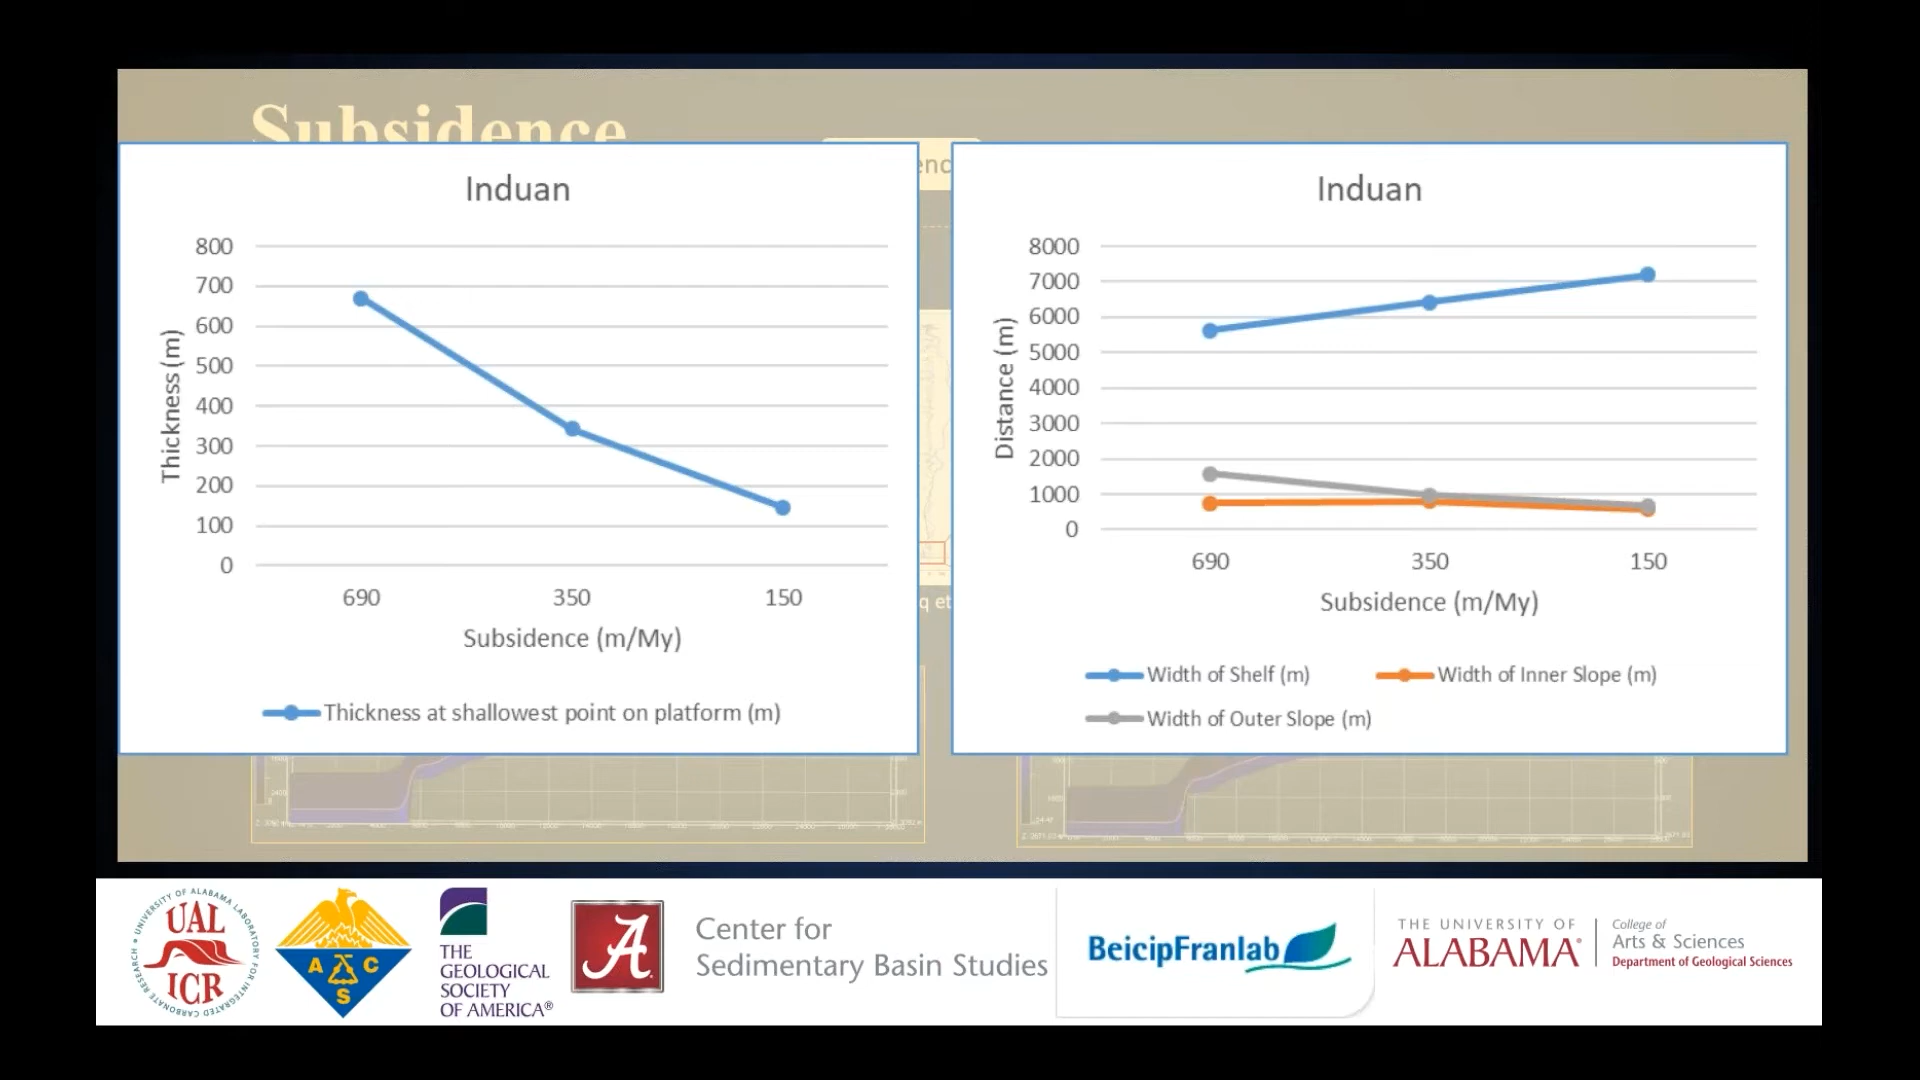 Subsidence
enc
Induan
800
700
600
500
400
300
200
100
0
Thickness (m)
690 350 150
Subsidence (m/My)
Thickness at shallowest point on platform (m)
q et
Induan
8000
7000
6000
5000
4000
3000
2000
1000
0
Distance (m)
690 350 150
Subsidence (m/My)
Width of Shelf (m) Width of Inner Slope (m)
Width of Outer Slope (m)
UNIVERSITY OF ALABAMA LABORATORY FOR INTEGRATED CARBONATE RESEARCH
UAL
ICR
A C
S
THE
GEOLOGICAL
SOCIETY
OF AMERICA®
A
Center for
Sedimentary Basin Studies
BeicipFranlab
THE UNIVERSITY OF
ALABAMA®
College of
Arts & Sciences
Department of Geological Sciences